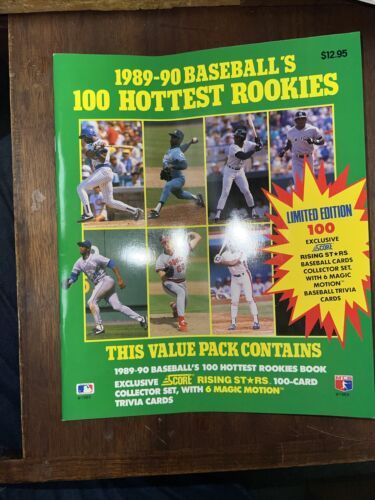 $12.95
1989-90 BASEBALL'S
100 HOTTEST ROOKIES
LIMITED EDITION
100
EXCLUSIVE
SCORE
RISING ST★RS
BASEBALL CARDS
COLLECTOR SET,
WITH 6 MAGIC
MOTION™
BASEBALL TRIVIA
CARDS
THIS VALUE PACK CONTAINS
1989-90 BASEBALL'S 100 HOTTEST ROOKIES BOOK
EXCLUSIVE SCORE RISING ST★RS 100-CARD
COLLECTOR SET, WITH 6 MAGIC MOTION™
TRIVIA CARDS